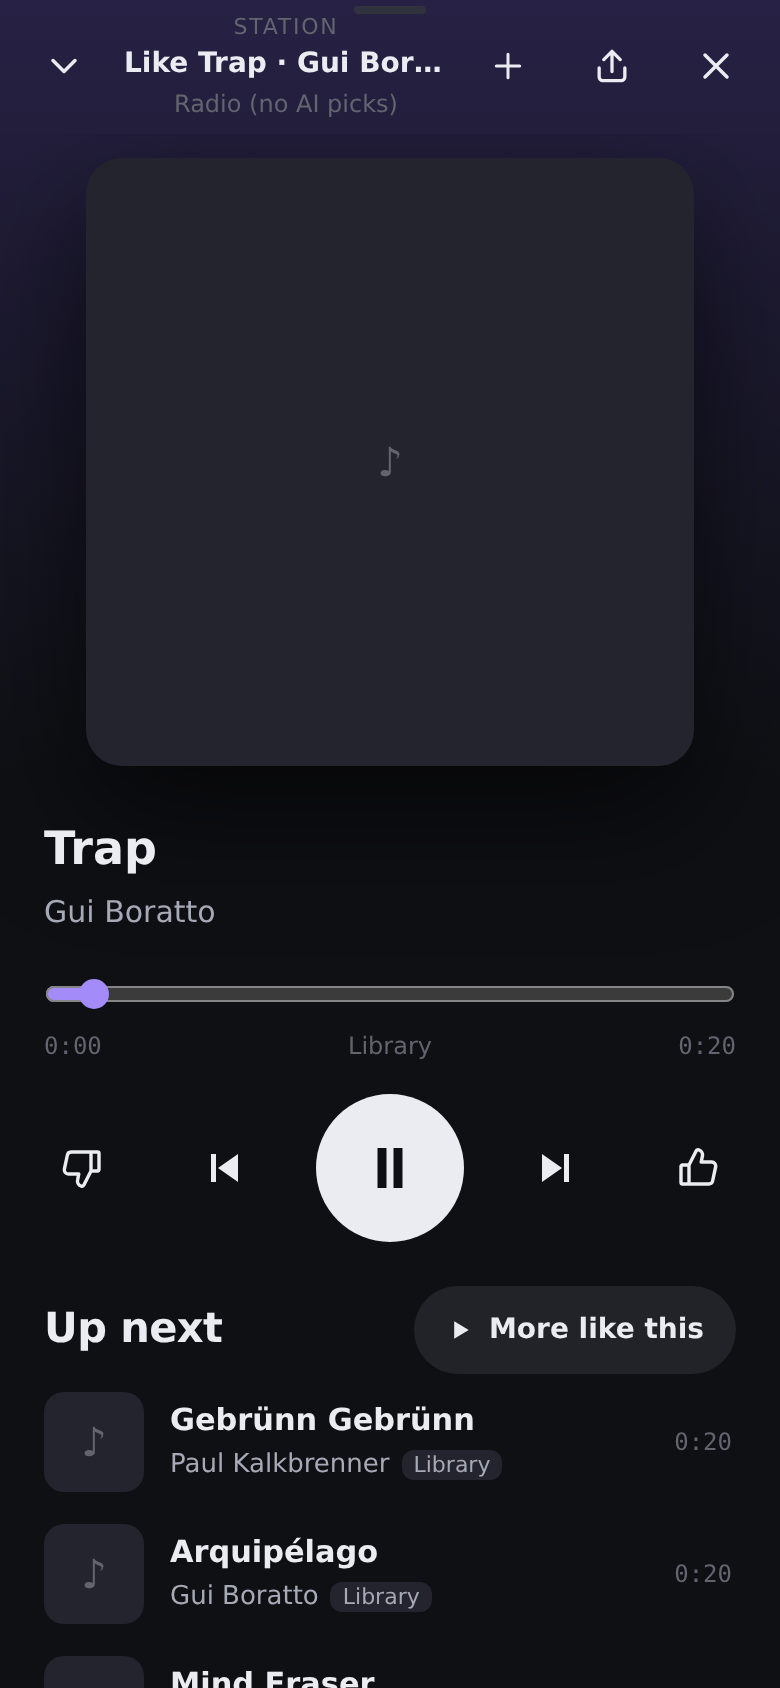 STATION
Like Trap · Gui Bor…
Radio (no AI picks)
Trap
Gui Boratto
0:00 Library 0:20
Up next
More like this
Gebrünn Gebrünn
Paul Kalkbrenner Library
0:20
Arquipélago
Gui Boratto Library
0:20
Mind Eraser